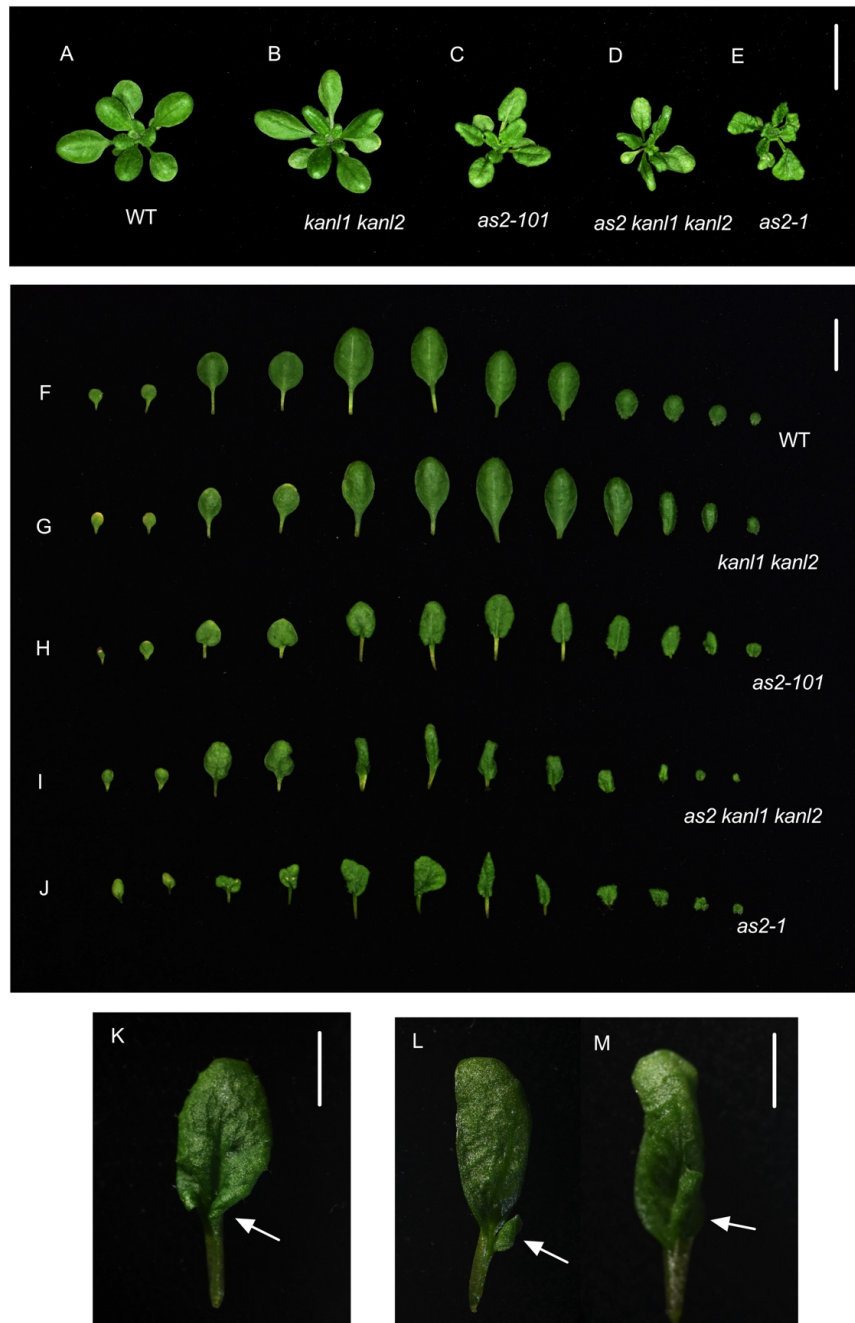 A B C D E
WT kanl1 kanl2 as2-101 as2 kanl1 kanl2 as2-1
F
WT
G
kanl1 kanl2
H
as2-101
I
as2 kanl1 kanl2
J
as2-1
K L M